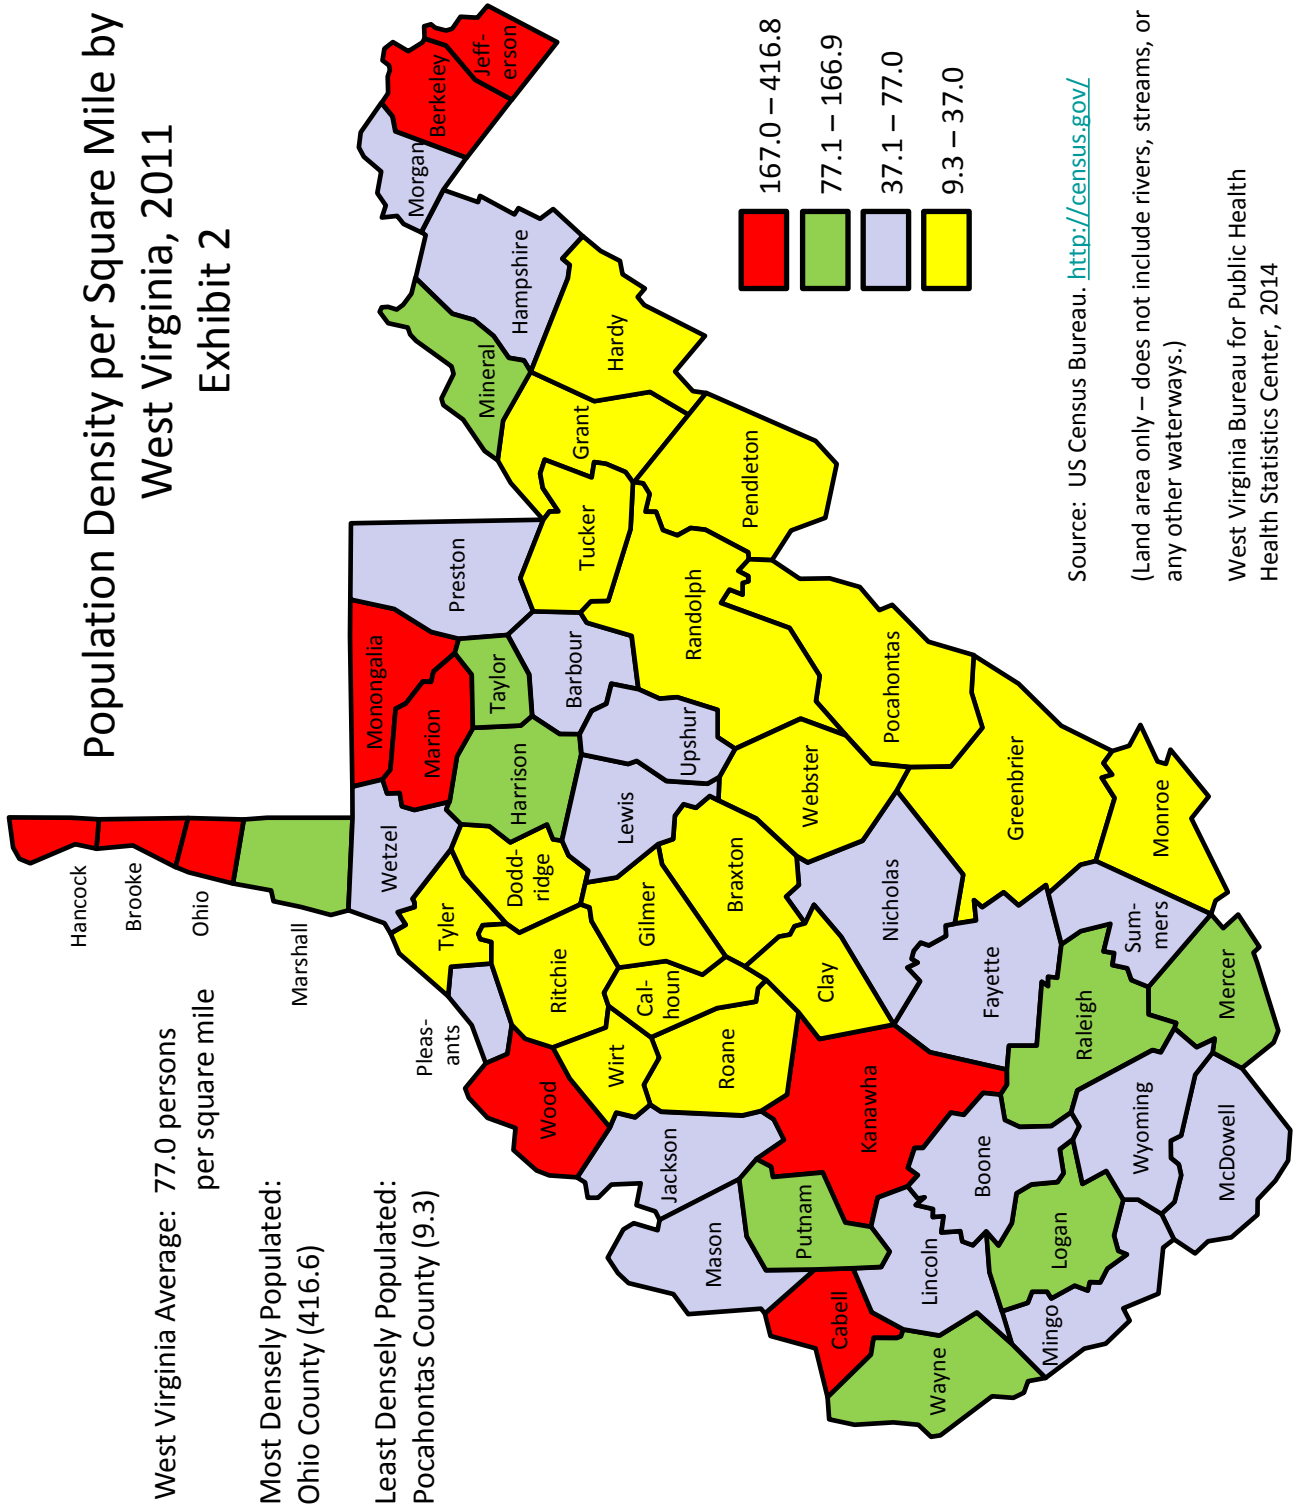 Population Density per Square Mile by
West Virginia, 2011
Exhibit 2
West Virginia Average:  77.0 persons
per square mile
Most Densely Populated:
Ohio County (416.6)
Least Densely Populated:
Pocahontas County (9.3)
Hancock
Brooke
Ohio
Marshall
Wetzel
Monongalia
Marion
Preston
Taylor
Harrison
Barbour
Tyler
Dodd-
ridge
Pleas-
ants
Wood
Ritchie
Wirt
Cal-
houn
Gilmer
Lewis
Upshur
Randolph
Tucker
Grant
Mineral
Hampshire
Hardy
Morgan
Berkeley
Jeff-
erson
Pendleton
Pocahontas
Webster
Braxton
Clay
Roane
Jackson
Mason
Putnam
Kanawha
Cabell
Wayne
Lincoln
Boone
Logan
Mingo
Wyoming
McDowell
Raleigh
Mercer
Fayette
Nicholas
Greenbrier
Sum-
mers
Monroe
167.0 – 416.8
77.1 – 166.9
37.1 – 77.0
9.3 – 37.0
Source:  US Census Bureau.  http://census.gov/
(Land area only – does not include rivers, streams, or
any other waterways.)
West Virginia Bureau for Public Health
Health Statistics Center, 2014